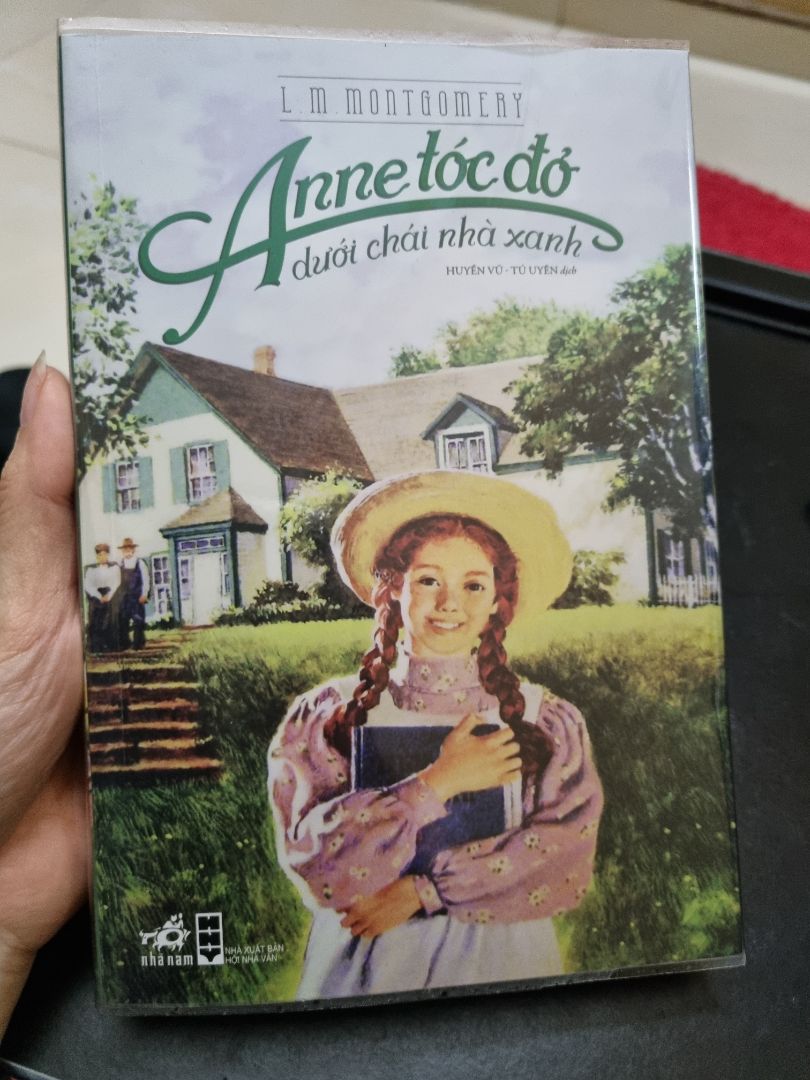 L. M. MONTGOMERY
Anne tóc đỏ
dưới chái nhà xanh
HUYỀN VŨ - TÚ UYÊN dịch
nhã nam
NHÀ XUẤT BẢN
HỘI NHÀ VĂN